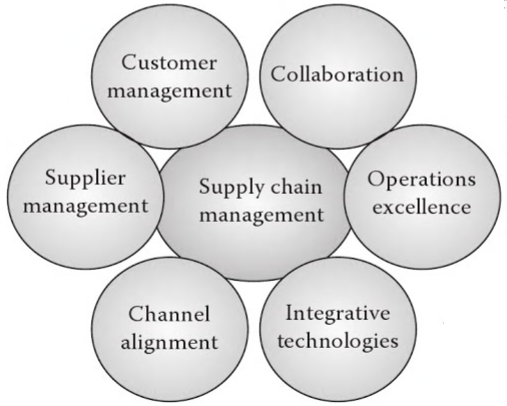 Customer
management
Collaboration
Supplier
management
Supply chain
management
Operations
excellence
Channel
alignment
Integrative
technologies